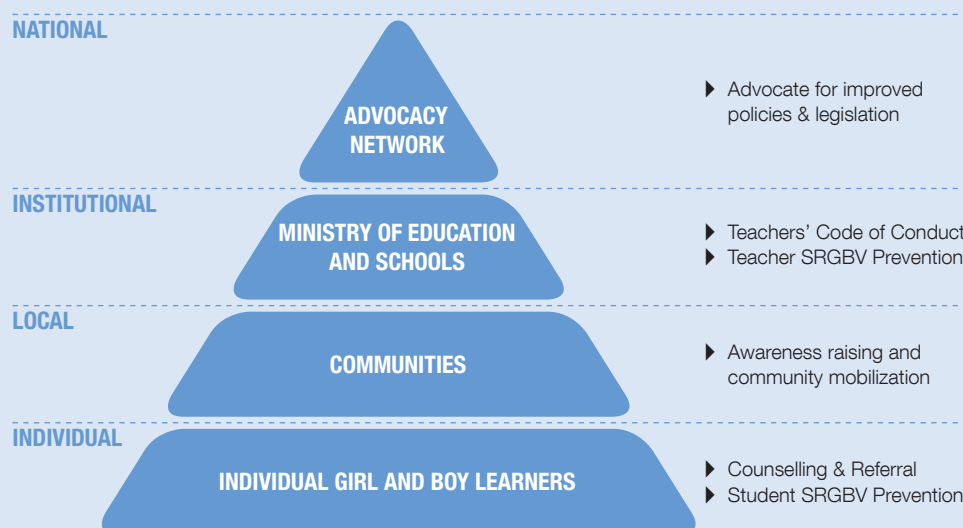 NATIONAL
ADVOCACY
NETWORK
▶ Advocate for improved
policies & legislation
INSTITUTIONAL
MINISTRY OF EDUCATION
AND SCHOOLS
▶ Teachers’ Code of Conduct
▶ Teacher SRGBV Prevention
LOCAL
COMMUNITIES
▶ Awareness raising and
community mobilization
INDIVIDUAL
INDIVIDUAL GIRL AND BOY LEARNERS
▶ Counselling & Referral
▶ Student SRGBV Prevention